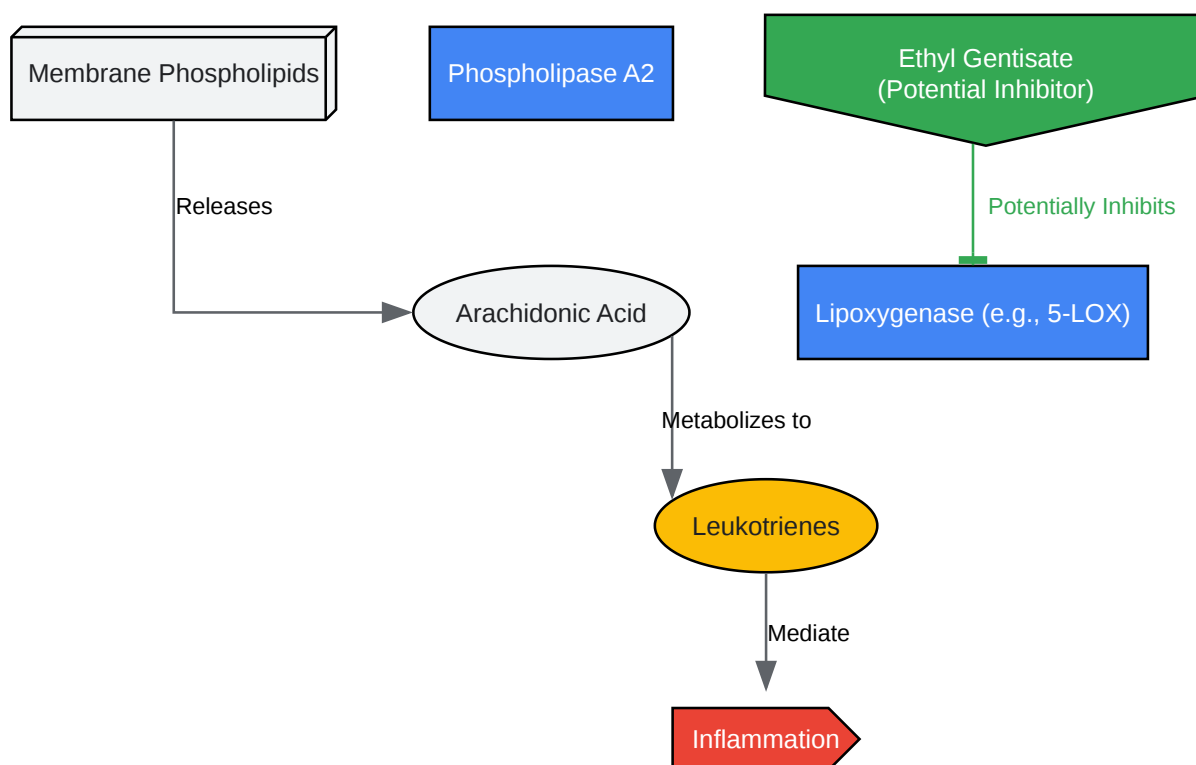 Membrane Phospholipids
Phospholipase A2
Ethyl Gentisate
(Potential Inhibitor)
Releases
Potentially Inhibits
Arachidonic Acid
Lipoxygenase (e.g., 5-LOX)
Metabolizes to
Leukotrienes
Mediate
Inflammation